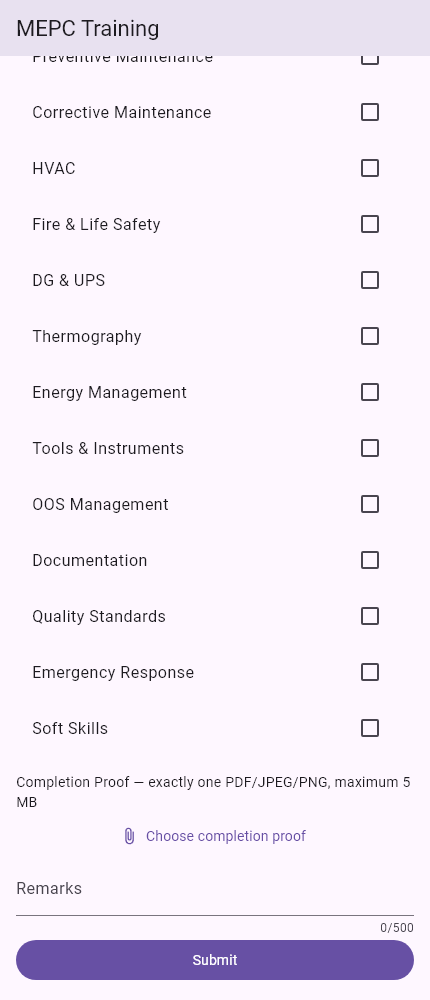 MEPC Training
Preventive Maintenance
Corrective Maintenance
HVAC
Fire & Life Safety
DG & UPS
Thermography
Energy Management
Tools & Instruments
OOS Management
Documentation
Quality Standards
Emergency Response
Soft Skills
Completion Proof — exactly one PDF/JPEG/PNG, maximum 5
MB
Choose completion proof
Remarks
0/500
Submit